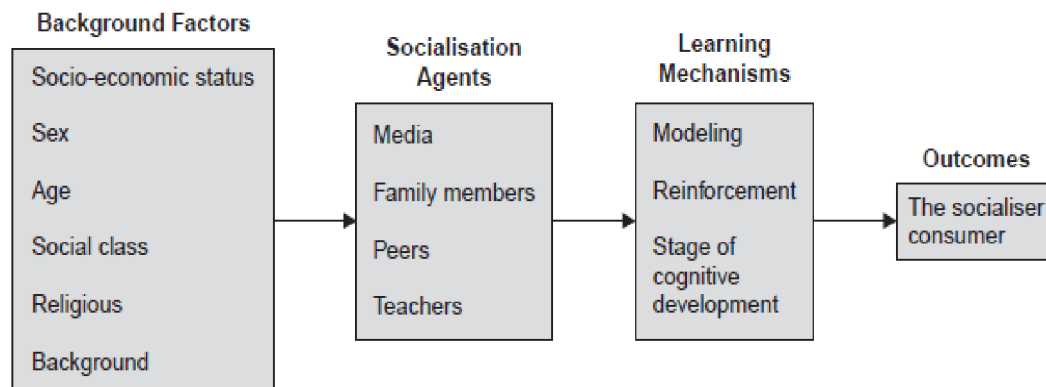 Background Factors
Socio-economic status
Sex
Age
Social class
Religious
Background
Socialisation
Agents
Media
Family members
Peers
Teachers
Learning
Mechanisms
Modeling
Reinforcement
Stage of
cognitive
development
Outcomes
The socialiser
consumer